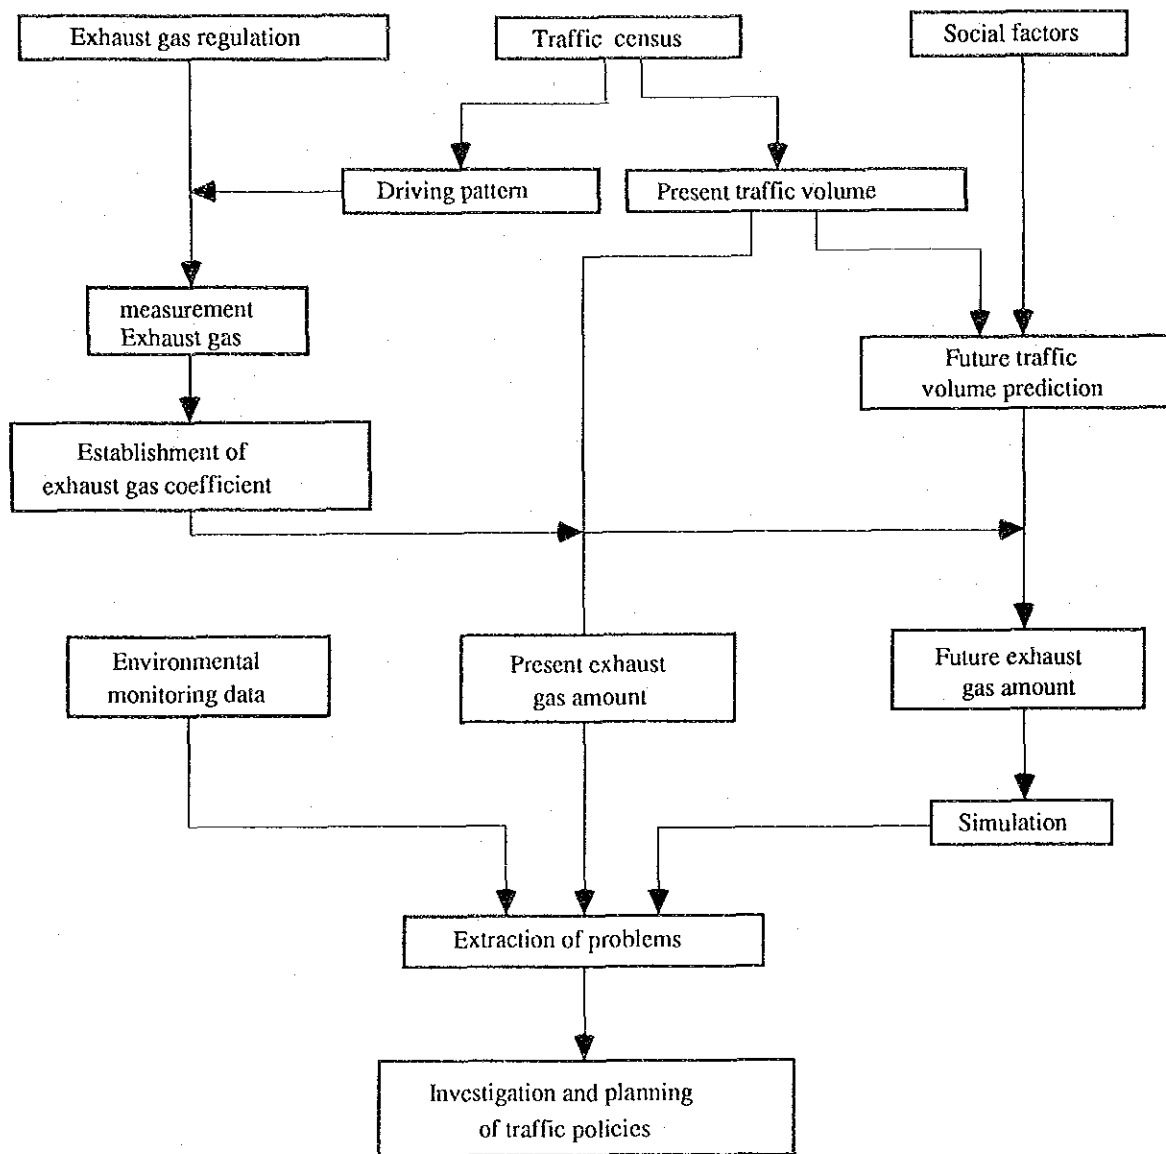 Exhaust gas regulation
Traffic census
Social factors
Driving pattern
Present traffic volume
measurement
Exhaust gas
Future traffic
volume prediction
Establishment of
exhaust gas coefficient
Environmental
monitoring data
Present exhaust
gas amount
Future exhaust
gas amount
Simulation
Extraction of problems
Investigation and planning
of traffic policies